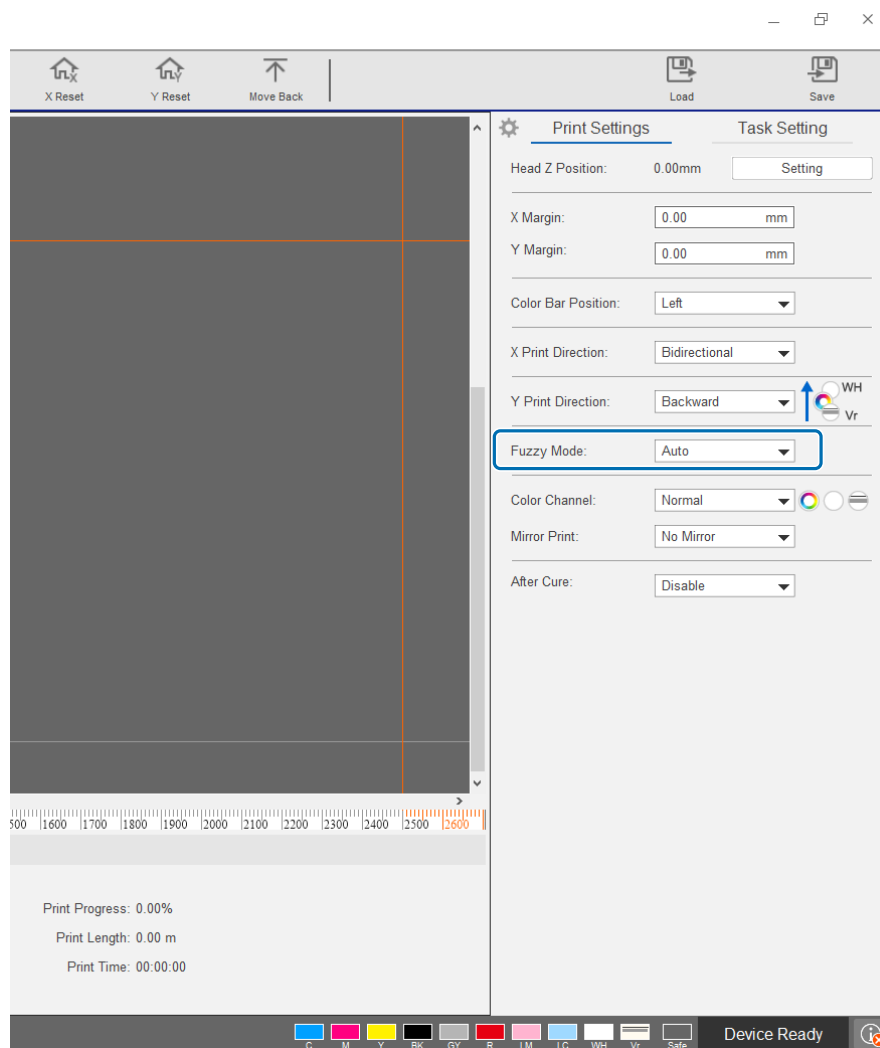 X Reset Y Reset Move Back Load Save
Print Settings Task Setting
Head Z Position: 0.00mm Setting
X Margin: 0.00 mm
Y Margin: 0.00 mm
Color Bar Position: Left
X Print Direction: Bidirectional
WH
Y Print Direction: Backward
Vr
Fuzzy Mode: Auto
Color Channel: Normal
Mirror Print: No Mirror
After Cure: Disable
1600 1700 1800 1900 2000 2100 2200 2300 2400 2500 2600
Print Progress: 0.00%
Print Length: 0.00 m
Print Time: 00:00:00
Device Ready
C M Y BK GY R LM LC WH Vr Safe